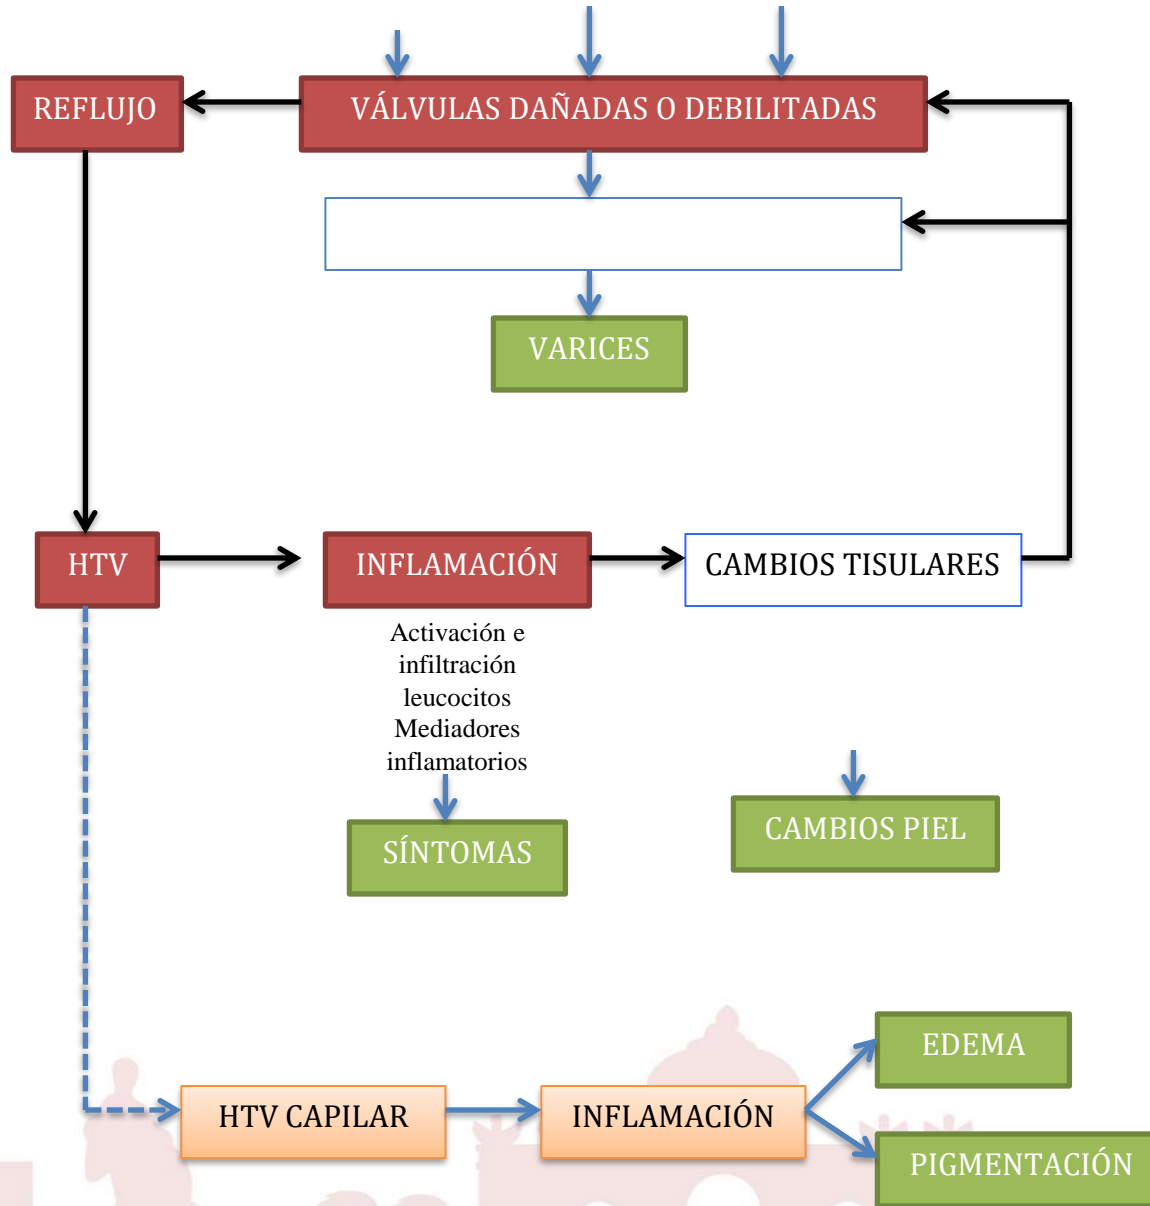 REFLUJO
VÁLVULAS DAÑADAS O DEBILITADAS
VARICES
HTV
INFLAMACIÓN
CAMBIOS TISULARES
Activación e
infiltración
leucocitos
Mediadores
inflamatorios
SÍNTOMAS
CAMBIOS PIEL
EDEMA
HTV CAPILAR
INFLAMACIÓN
PIGMENTACIÓN